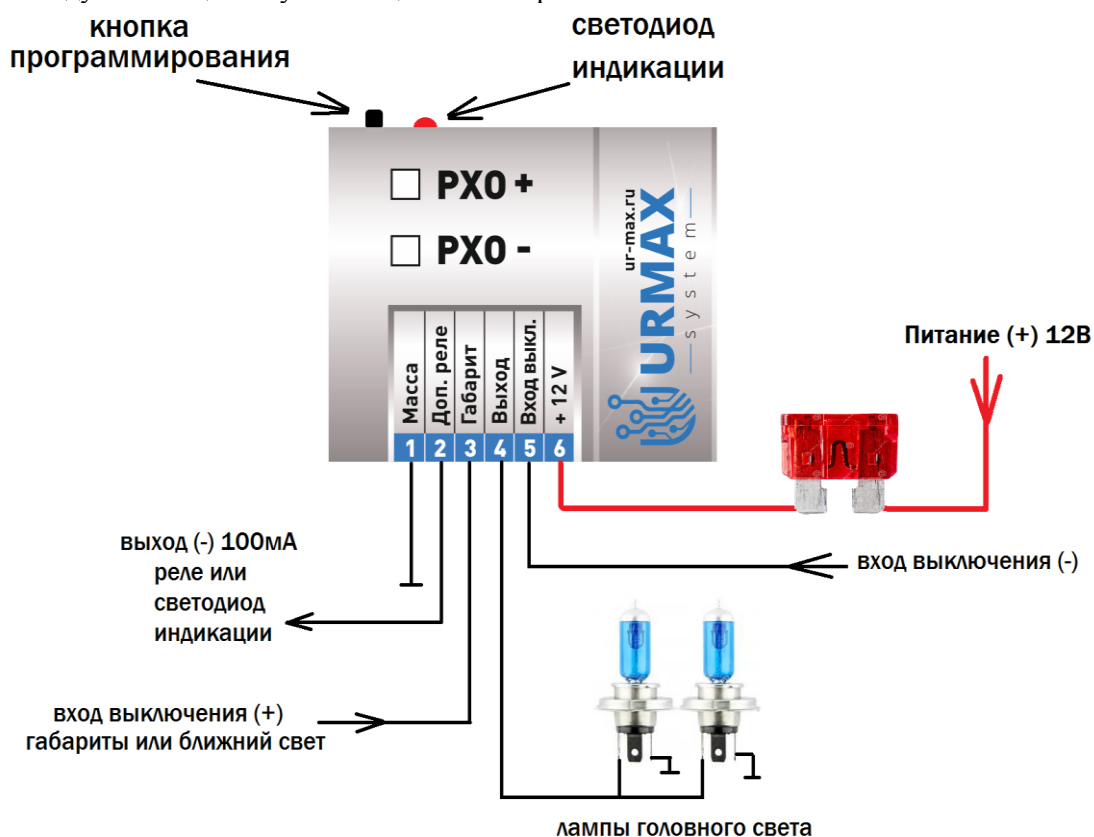 кнопка
программирования
светодиод
индикации
РХО +
РХО -
ur-max.ru
URMAX
system
Масса
Доп. реле
Габарит
Выход
Вход выкл.
+ 12 V
1 2 3 4 5 6
Питание (+) 12В
выход (-) 100мА
реле или
светодиод
индикации
вход выключения (-)
вход выключения (+)
габариты или ближний свет
лампы головного света